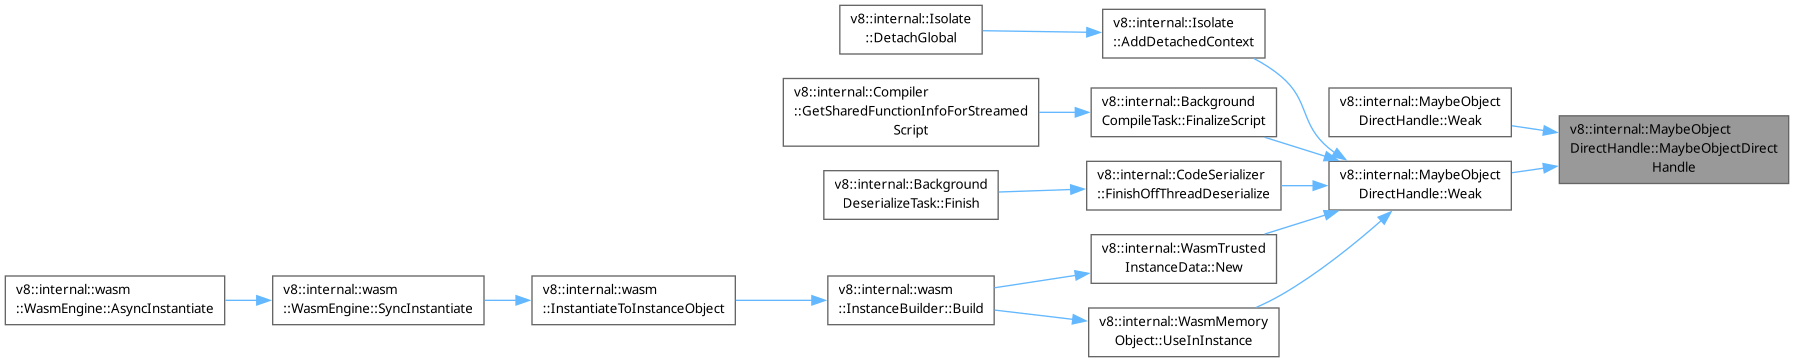 v8::internal::Isolate
::DetachGlobal
v8::internal::Isolate
::AddDetachedContext
v8::internal::Compiler
::GetSharedFunctionInfoForStreamed
Script
v8::internal::Background
CompileTask::FinalizeScript
v8::internal::MaybeObject
DirectHandle::Weak
v8::internal::MaybeObject
DirectHandle::MaybeObjectDirect
Handle
v8::internal::Background
DeserializeTask::Finish
v8::internal::CodeSerializer
::FinishOffThreadDeserialize
v8::internal::MaybeObject
DirectHandle::Weak
v8::internal::WasmTrusted
InstanceData::New
v8::internal::wasm
::WasmEngine::AsyncInstantiate
v8::internal::wasm
::WasmEngine::SyncInstantiate
v8::internal::wasm
::InstantiateToInstanceObject
v8::internal::wasm
::InstanceBuilder::Build
v8::internal::WasmMemory
Object::UseInInstance